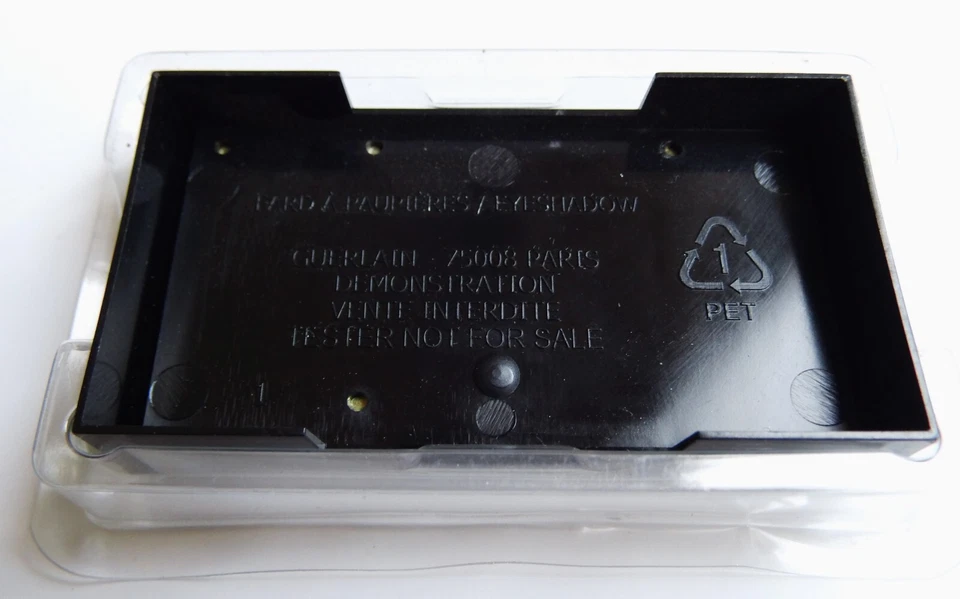 FARD À PAUPIÈRES / EYESHADOW
GUERLAIN - 75008 PARIS
DEMONSTRATION
VENTE INTERDITE
TESTER NOT FOR SALE
1
PET
1